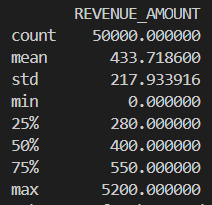 REVENUE_AMOUNT
count 50000.000000
mean 433.718600
std 217.933916
min 0.000000
25% 280.000000
50% 400.000000
75% 550.000000
max 5200.000000